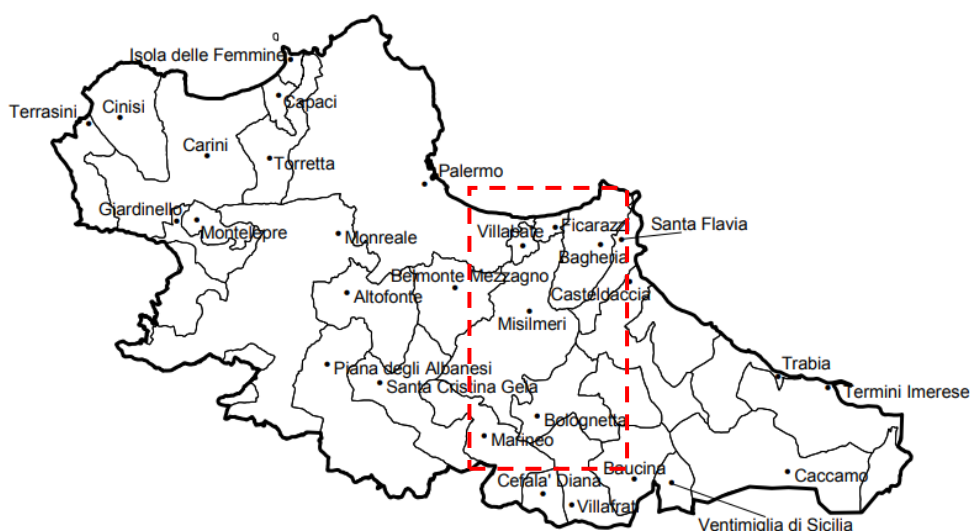 Isola delle Femmine
Capaci
Terrasini
Cinisi
Carini
Torretta
Palermo
Giardinello
Montelepre
Monreale
Villabate
Ficarazzi
Santa Flavia
Bagheria
Belmonte Mezzagno
Altofonte
Casteldaccia
Misilmeri
Piana degli Albanesi
Santa Cristina Gela
Trabia
Termini Imerese
Bolognetta
Marineo
Baucina
Cefala' Diana
Caccamo
Villafrati
Ventimiglia di Sicilia